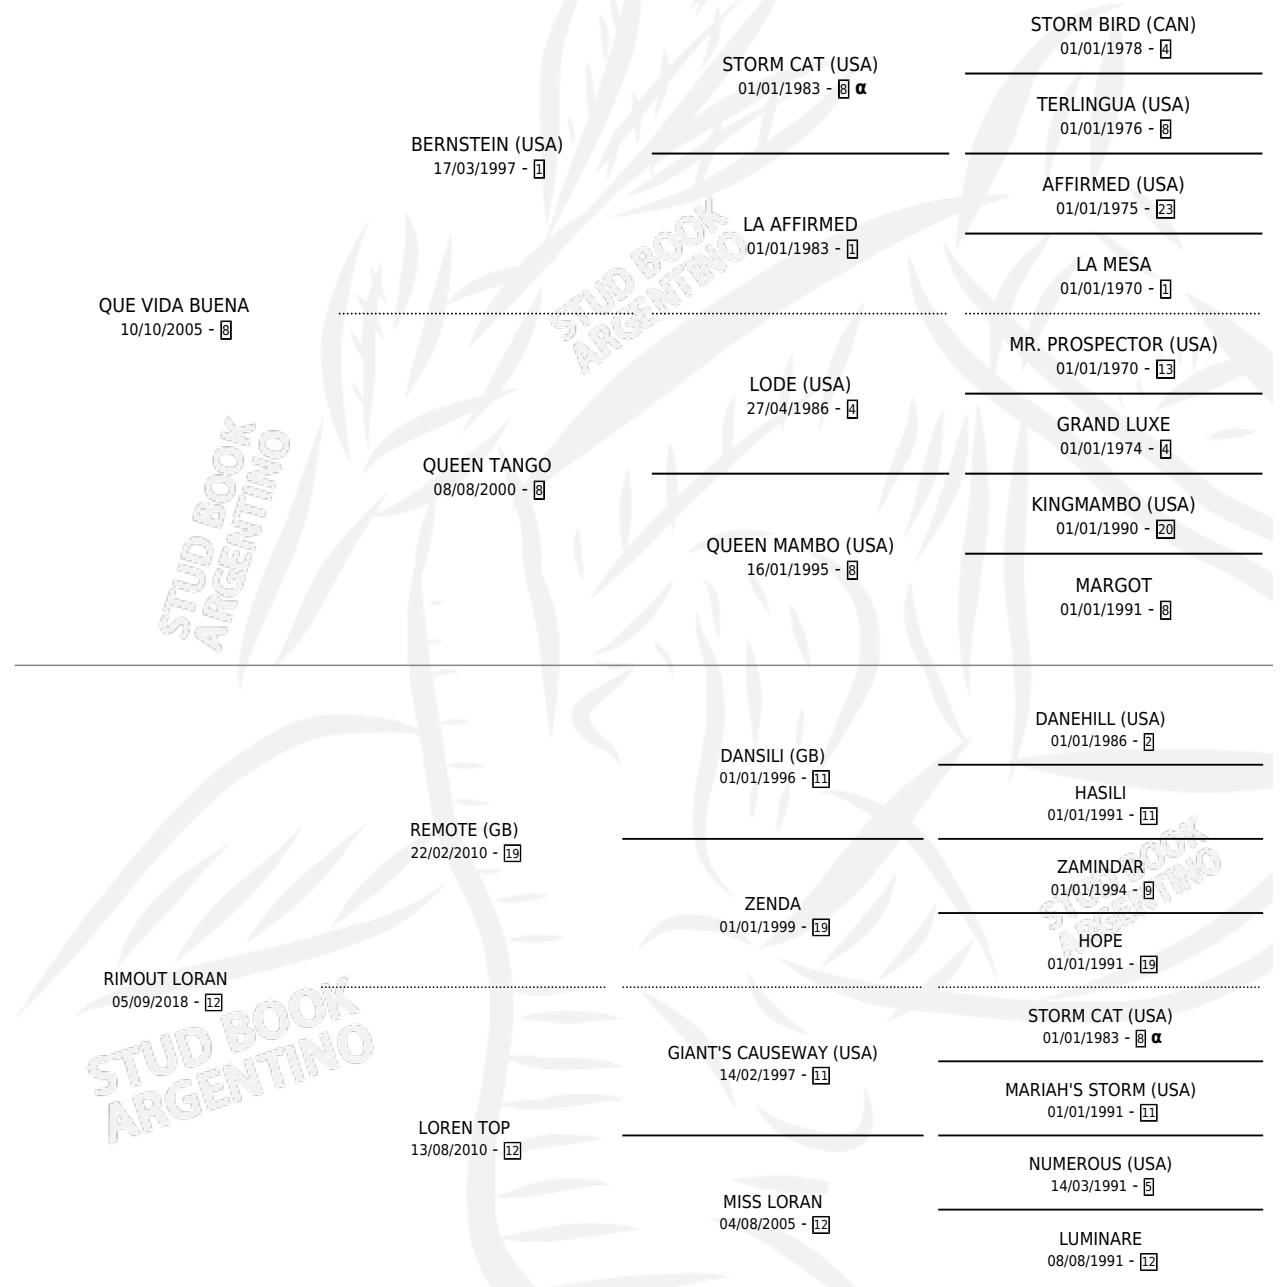 STORM BIRD (CAN)
01/01/1978 - 4
STORM CAT (USA)
01/01/1983 - 8 α
TERLINGUA (USA)
01/01/1976 - 8
BERNSTEIN (USA)
17/03/1997 - 1
AFFIRMED (USA)
01/01/1975 - 23
LA AFFIRMED
01/01/1983 - 1
LA MESA
01/01/1970 - 1
QUE VIDA BUENA
10/10/2005 - 8
MR. PROSPECTOR (USA)
01/01/1970 - 13
LODE (USA)
27/04/1986 - 4
GRAND LUXE
01/01/1974 - 4
QUEEN TANGO
08/08/2000 - 8
KINGMAMBO (USA)
01/01/1990 - 20
QUEEN MAMBO (USA)
16/01/1995 - 8
MARGOT
01/01/1991 - 8
STUD BOOK
ARGENTINO
STUD BOOK
ARGENTINO
DANEHILL (USA)
01/01/1986 - 2
DANSILI (GB)
01/01/1996 - 11
HASILI
01/01/1991 - 11
REMOTE (GB)
22/02/2010 - 19
ZAMINDAR
01/01/1994 - 9
ZENDA
01/01/1999 - 19
HOPE
01/01/1991 - 19
RIMOUT LORAN
05/09/2018 - 12
STORM CAT (USA)
01/01/1983 - 8 α
GIANT'S CAUSEWAY (USA)
14/02/1997 - 11
MARIAH'S STORM (USA)
01/01/1991 - 11
LOREN TOP
13/08/2010 - 12
NUMEROUS (USA)
14/03/1991 - 5
MISS LORAN
04/08/2005 - 12
LUMINARE
08/08/1991 - 12
STUD BOOK
ARGENTINO
STUD BOOK
ARGENTINO